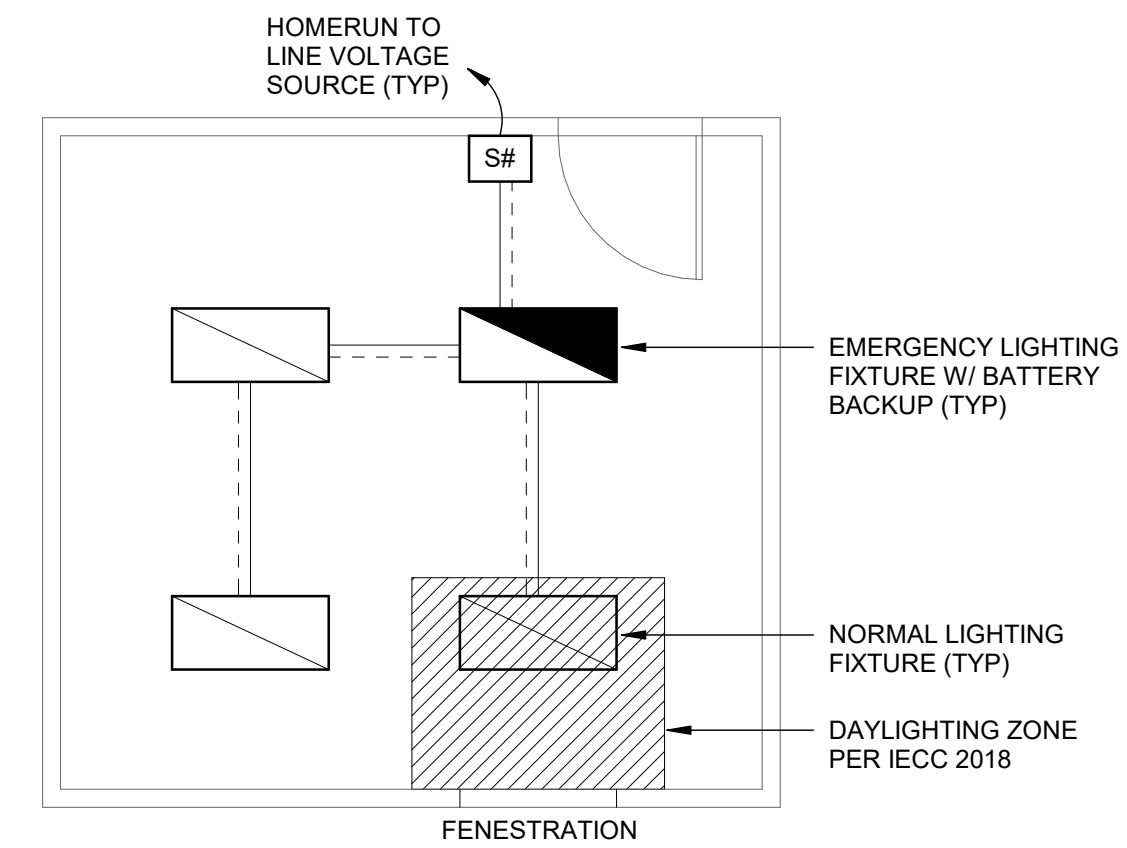 HOMERUN TO
LINE VOLTAGE
SOURCE (TYP)
S#
EMERGENCY LIGHTING
FIXTURE W/ BATTERY
BACKUP (TYP)
NORMAL LIGHTING
FIXTURE (TYP)
DAYLIGHTING ZONE
PER IECC 2018
FENESTRATION